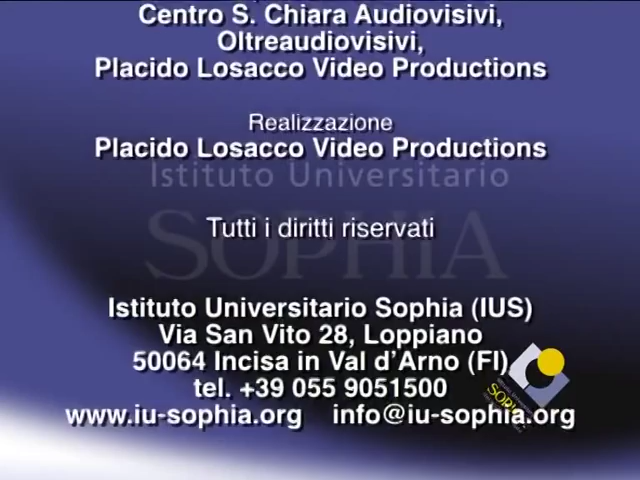 Centro S. Chiara Audiovisivi,
Oltreaudiovisivi,
Placido Losacco Video Productions
Realizzazione
Placido Losacco Video Productions
Istituto Universitario
Tutti i diritti riservati
SOPHIA
Istituto Universitario Sophia (IUS)
Via San Vito 28, Loppiano
50064 Incisa in Val d'Arno (FI)
tel. +39 055 9051500
www.iu-sophia.org info@iu-sophia.org